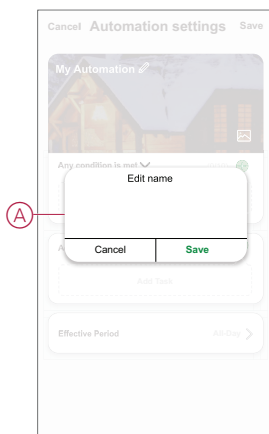 Cancel Automation settings Save
My Automation
Any condition is met
Edit name
A
Cancel Save
A
Add Task
Effective Period All-Day